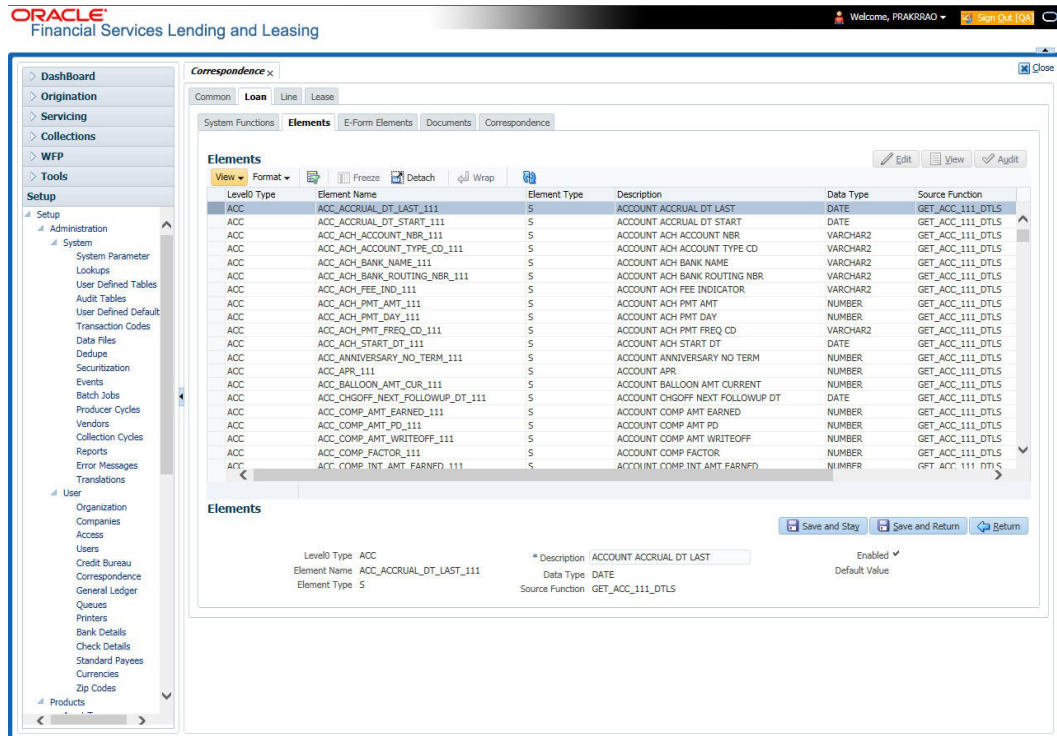 ORACLE
Financial Services Lending and Leasing
Welcome, PRAKRRAO
Sign Out [QA]
Close
DashBoard
Origination
Servicing
Collections
WFP
Tools
Setup
Setup
Administration
System
System Parameter
Lookups
User Defined Tables
Audit Tables
User Defined Default
Transaction Codes
Data Files
Dedupe
Securitization
Events
Batch Jobs
Producer Cycles
Vendors
Collection Cycles
Reports
Error Messages
Translations
User
Organization
Companies
Access
Users
Credit Bureau
Correspondence
General Ledger
Queues
Printers
Bank Details
Check Details
Standard Payees
Currencies
Zip Codes
Products
Correspondence
Common Loan Line Lease
System Functions Elements E-Form Elements Documents Correspondence
Elements
Edit View Audit
View Format Freeze Detach Wrap
Level0 Type Element Name Element Type Description Data Type Source Function
ACC ACC_ACCRUAL_DT_LAST_111 S ACCOUNT ACCRUAL DT LAST DATE GET_ACC_111_DTLS
ACC ACC_ACCRUAL_DT_START_111 S ACCOUNT ACCRUAL DT START DATE GET_ACC_111_DTLS
ACC ACC_ACH_ACCOUNT_NBR_111 S ACCOUNT ACH ACCOUNT NBR VARCHAR2 GET_ACC_111_DTLS
ACC ACC_ACH_ACCOUNT_TYPE_CD_111 S ACCOUNT ACH ACCOUNT TYPE CD VARCHAR2 GET_ACC_111_DTLS
ACC ACC_ACH_BANK_NAME_111 S ACCOUNT ACH BANK NAME VARCHAR2 GET_ACC_111_DTLS
ACC ACC_ACH_BANK_ROUTING_NBR_111 S ACCOUNT ACH BANK ROUTING NBR VARCHAR2 GET_ACC_111_DTLS
ACC ACC_ACH_FEE_IND_111 S ACCOUNT ACH FEE INDICATOR VARCHAR2 GET_ACC_111_DTLS
ACC ACC_ACH_PMT_AMT_111 S ACCOUNT ACH PMT AMT NUMBER GET_ACC_111_DTLS
ACC ACC_ACH_PMT_DAY_111 S ACCOUNT ACH PMT DAY NUMBER GET_ACC_111_DTLS
ACC ACC_ACH_PMT_FREQ_CD_111 S ACCOUNT ACH PMT FREQ CD VARCHAR2 GET_ACC_111_DTLS
ACC ACC_ACH_START_DT_111 S ACCOUNT ACH START DT DATE GET_ACC_111_DTLS
ACC ACC_ANNIVERSARY_NO_TERM_111 S ACCOUNT ANNIVERSARY NO TERM NUMBER GET_ACC_111_DTLS
ACC ACC_APR_111 S ACCOUNT APR NUMBER GET_ACC_111_DTLS
ACC ACC_BALLOON_AMT_CUR_111 S ACCOUNT BALLOON AMT CURRENT NUMBER GET_ACC_111_DTLS
ACC ACC_CHGOFF_NEXT_FOLLOWUP_DT_111 S ACCOUNT CHGOFF NEXT FOLLOWUP DT DATE GET_ACC_111_DTLS
ACC ACC_COMP_AMT_EARNED_111 S ACCOUNT COMP AMT EARNED NUMBER GET_ACC_111_DTLS
ACC ACC_COMP_AMT_PD_111 S ACCOUNT COMP AMT PD NUMBER GET_ACC_111_DTLS
ACC ACC_COMP_AMT_WRITEOFF_111 S ACCOUNT COMP AMT WRITEOFF NUMBER GET_ACC_111_DTLS
ACC ACC_COMP_FACTOR_111 S ACCOUNT COMP FACTOR NUMBER GET_ACC_111_DTLS
ACC ACC_COMP_INT_AMT_EARNED_111 S ACCOUNT COMP INT AMT EARNED NUMBER GET_ACC_111_DTLS
Elements
Save and Stay Save and Return Return
Level0 Type ACC
Element Name ACC_ACCRUAL_DT_LAST_111
Element Type S
* Description ACCOUNT ACCRUAL DT LAST
Data Type DATE
Source Function GET_ACC_111_DTLS
Enabled
Default Value